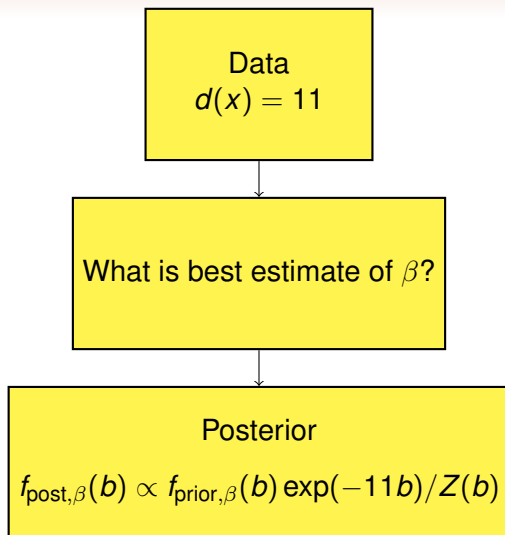 Data
d(x) = 11
What is best estimate of β?
Posterior
f_post,β(b) ∝ f_prior,β(b) exp(−11b)/Z(b)